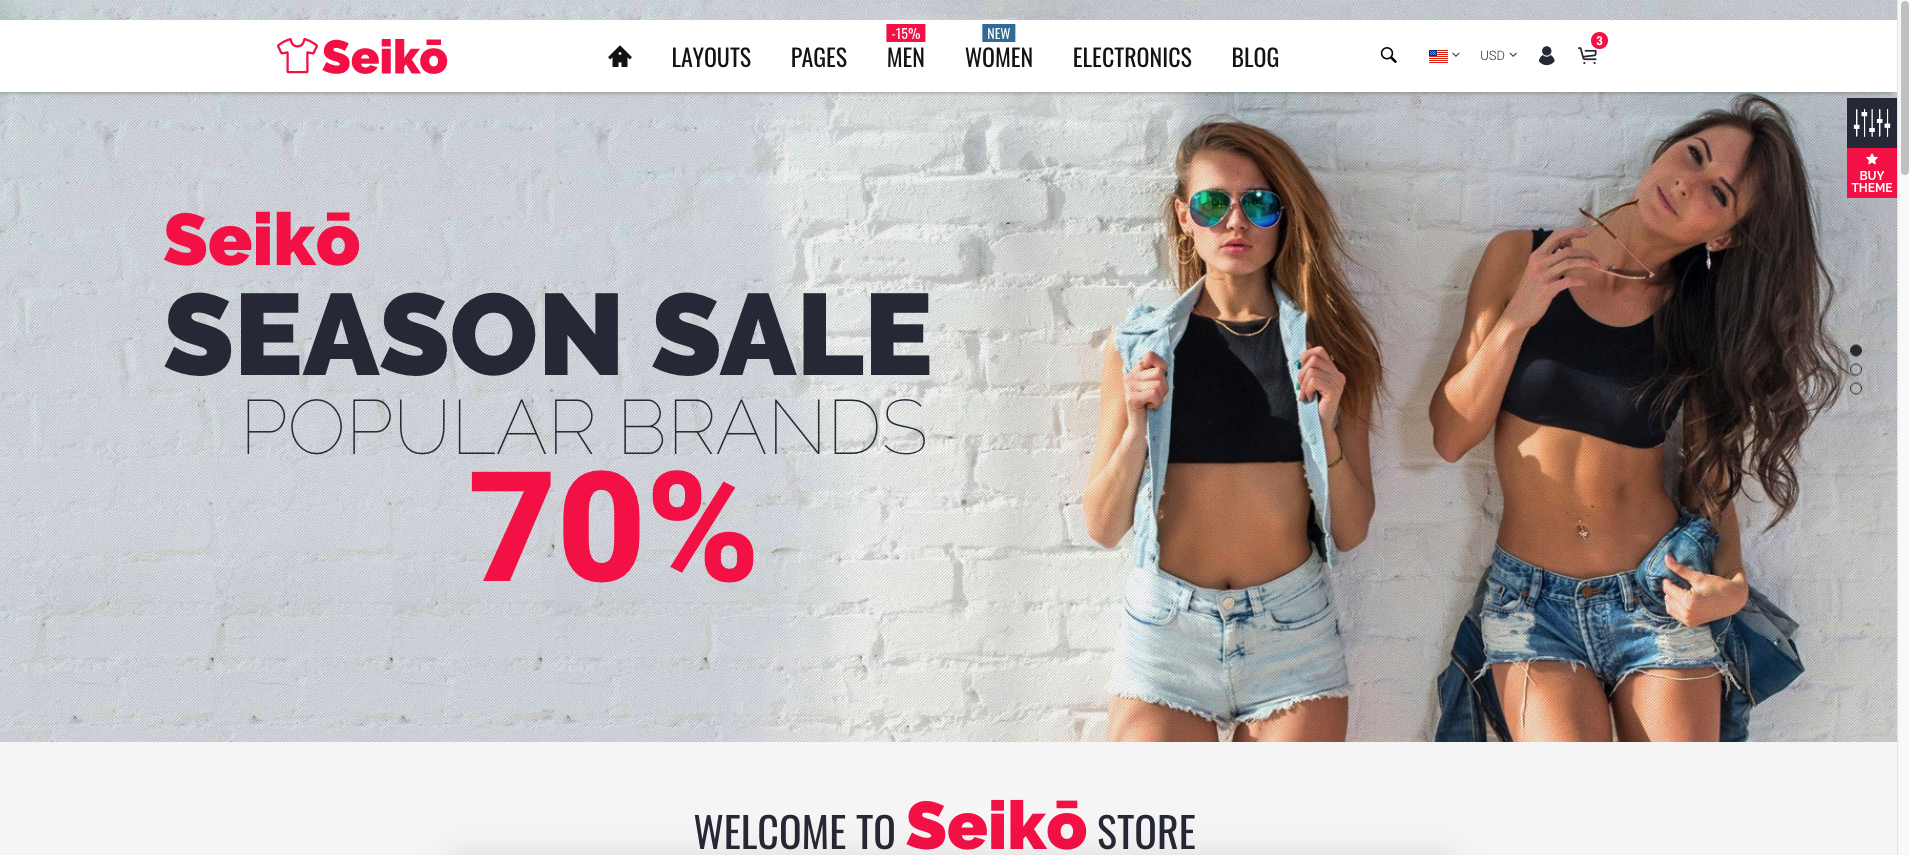 Seikō
LAYOUTS
PAGES
-15%
MEN
NEW
WOMEN
ELECTRONICS
BLOG
USD
3
BUY
THEME
Seikō
SEASON SALE
POPULAR BRANDS
70%
WELCOME TO Seikō STORE